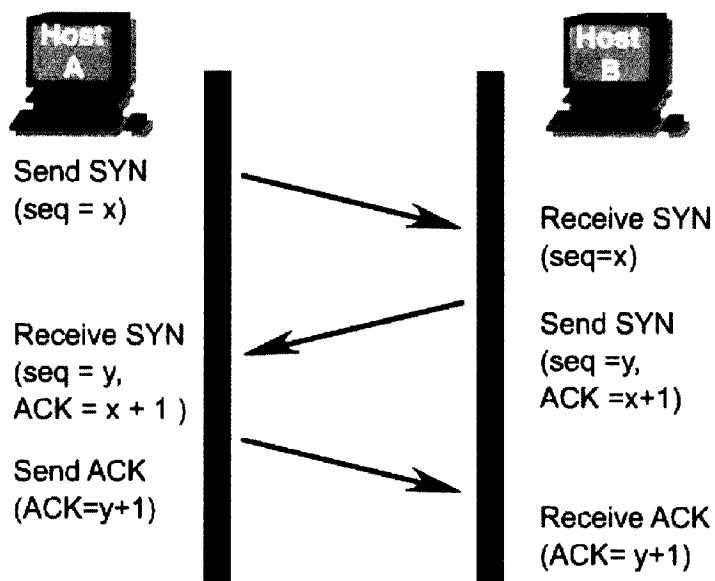 Host
A
Host
B
Send SYN
(seq = x)
Receive SYN
(seq=x)
Receive SYN
(seq = y,
ACK = x + 1 )
Send SYN
(seq =y,
ACK =x+1)
Send ACK
(ACK=y+1)
Receive ACK
(ACK= y+1)